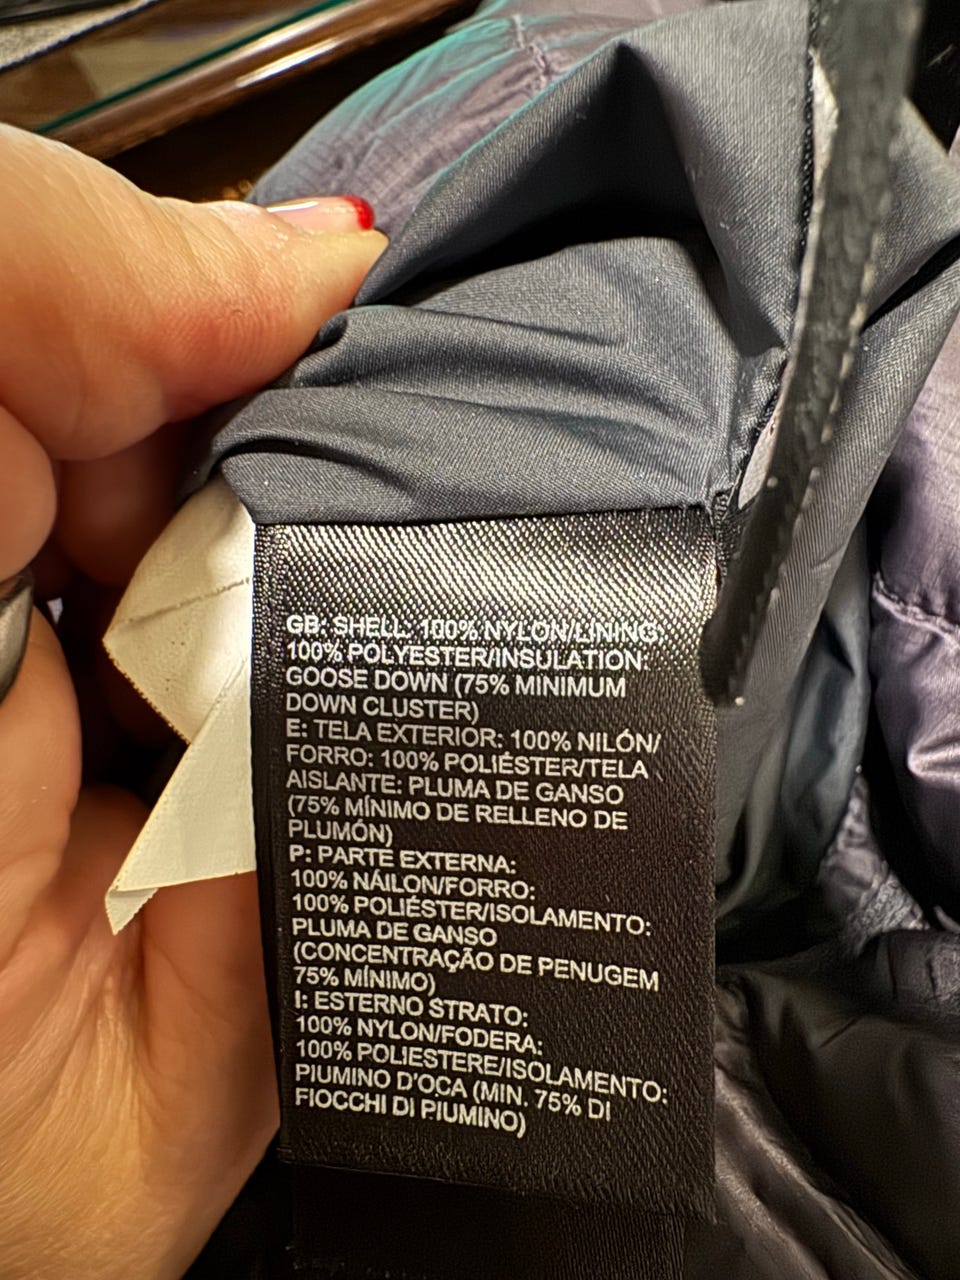 GB: SHELL: 100% NYLON/LINING:
100% POLYESTER/INSULATION:
GOOSE DOWN (75% MINIMUM
DOWN CLUSTER)
E: TELA EXTERIOR: 100% NILÓN/
FORRO: 100% POLIÉSTER/TELA
AISLANTE: PLUMA DE GANSO
(75% MÍNIMO DE RELLENO DE
PLUMÓN)
P: PARTE EXTERNA:
100% NÁILON/FORRO:
100% POLIÉSTER/ISOLAMENTO:
PLUMA DE GANSO
(CONCENTRAÇÃO DE PENUGEM
75% MÍNIMO)
I: ESTERNO STRATO:
100% NYLON/FODERA:
100% POLIESTERE/ISOLAMENTO:
PIUMINO D'OCA (MIN. 75% DI
FIOCCHI DI PIUMINO)